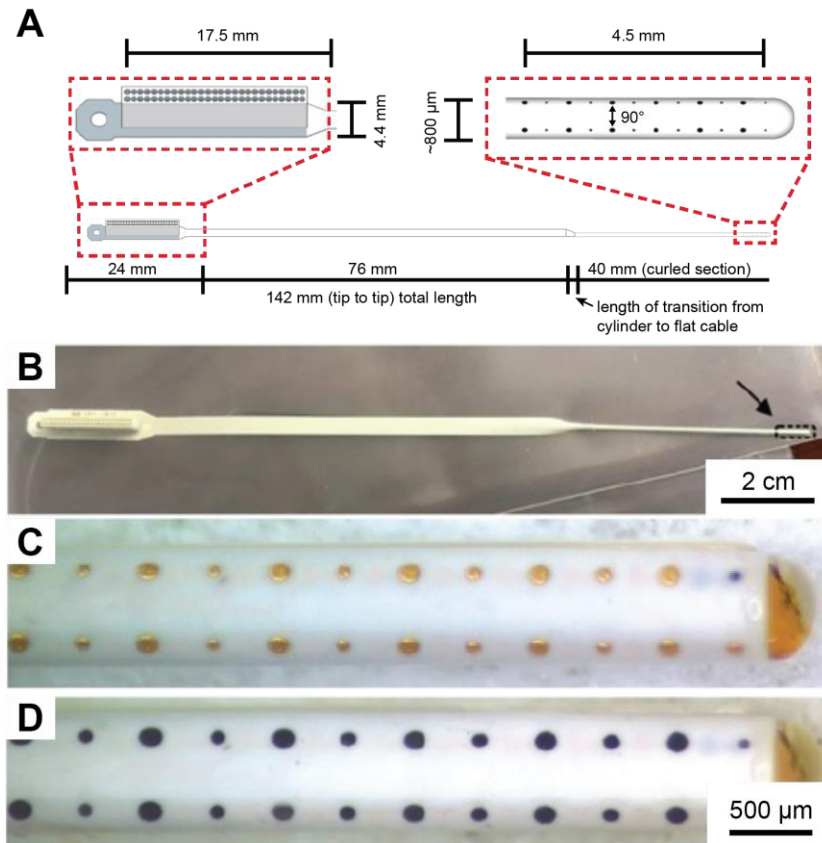 A
17.5 mm
4.5 mm
4.4 mm
~800 µm
90°
24 mm
76 mm
40 mm (curled section)
142 mm (tip to tip) total length
length of transition from
cylinder to flat cable
B
2 cm
C
D
500 µm